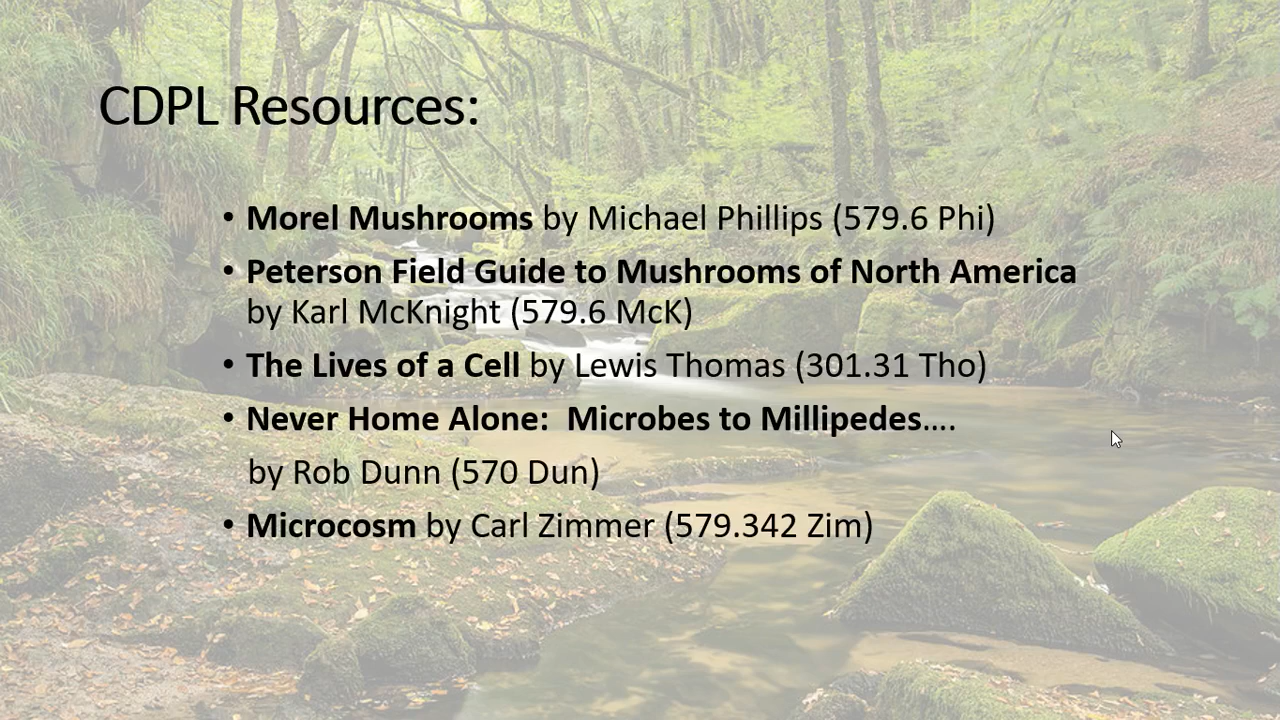 CDPL Resources:
• Morel Mushrooms by Michael Phillips (579.6 Phi)
• Peterson Field Guide to Mushrooms of North America
by Karl McKnight (579.6 McK)
• The Lives of a Cell by Lewis Thomas (301.31 Tho)
• Never Home Alone:  Microbes to Millipedes….
by Rob Dunn (570 Dun)
• Microcosm by Carl Zimmer (579.342 Zim)